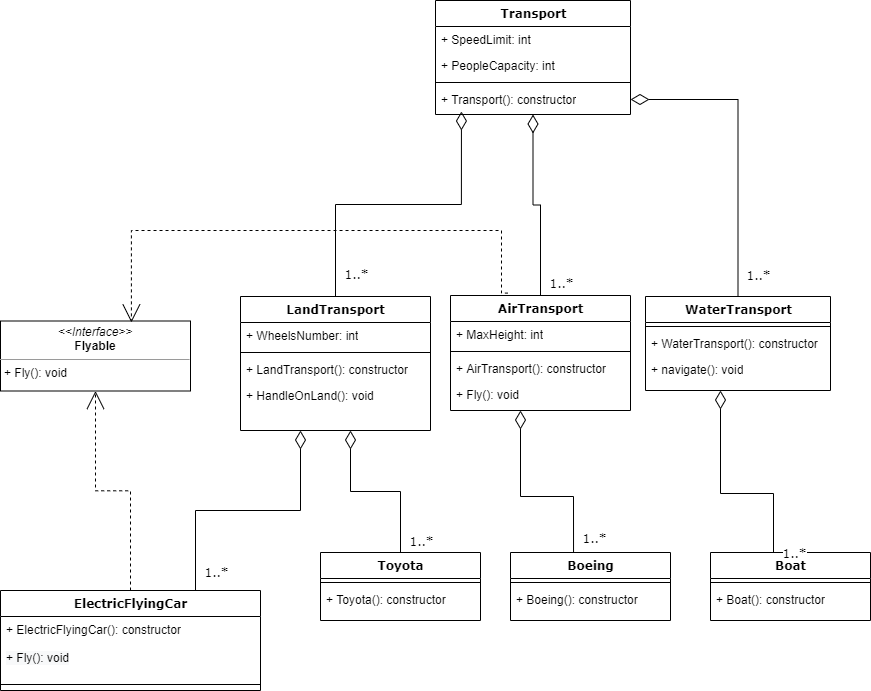 Transport
+ SpeedLimit: int
+ PeopleCapacity: int
+ Transport(): constructor
1..*
1..*
1..*
LandTransport
+ WheelsNumber: int
+ LandTransport(): constructor
+ HandleOnLand(): void
AirTransport
+ MaxHeight: int
+ AirTransport(): constructor
+ Fly(): void
WaterTransport
+ WaterTransport(): constructor
+ navigate(): void
<<Interface>>
Flyable
+ Fly(): void
1..*
1..*
1..*
1..*
ElectricFlyingCar
+ ElectricFlyingCar(): constructor
+ Fly(): void
Toyota
+ Toyota(): constructor
Boeing
+ Boeing(): constructor
Boat
+ Boat(): constructor